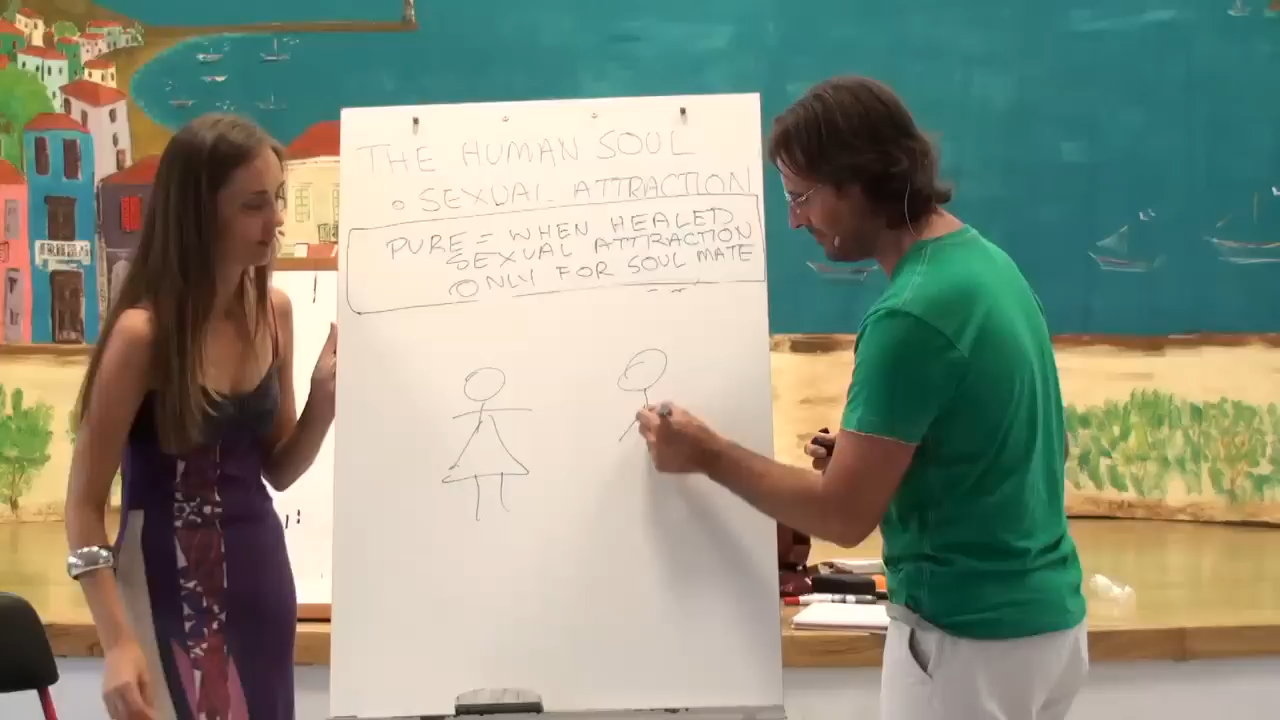 THE HUMAN SOUL
o SEXUAL ATTRACTION
PURE = WHEN HEALED
SEXUAL ATTRACTION
ONLY FOR SOUL MATE